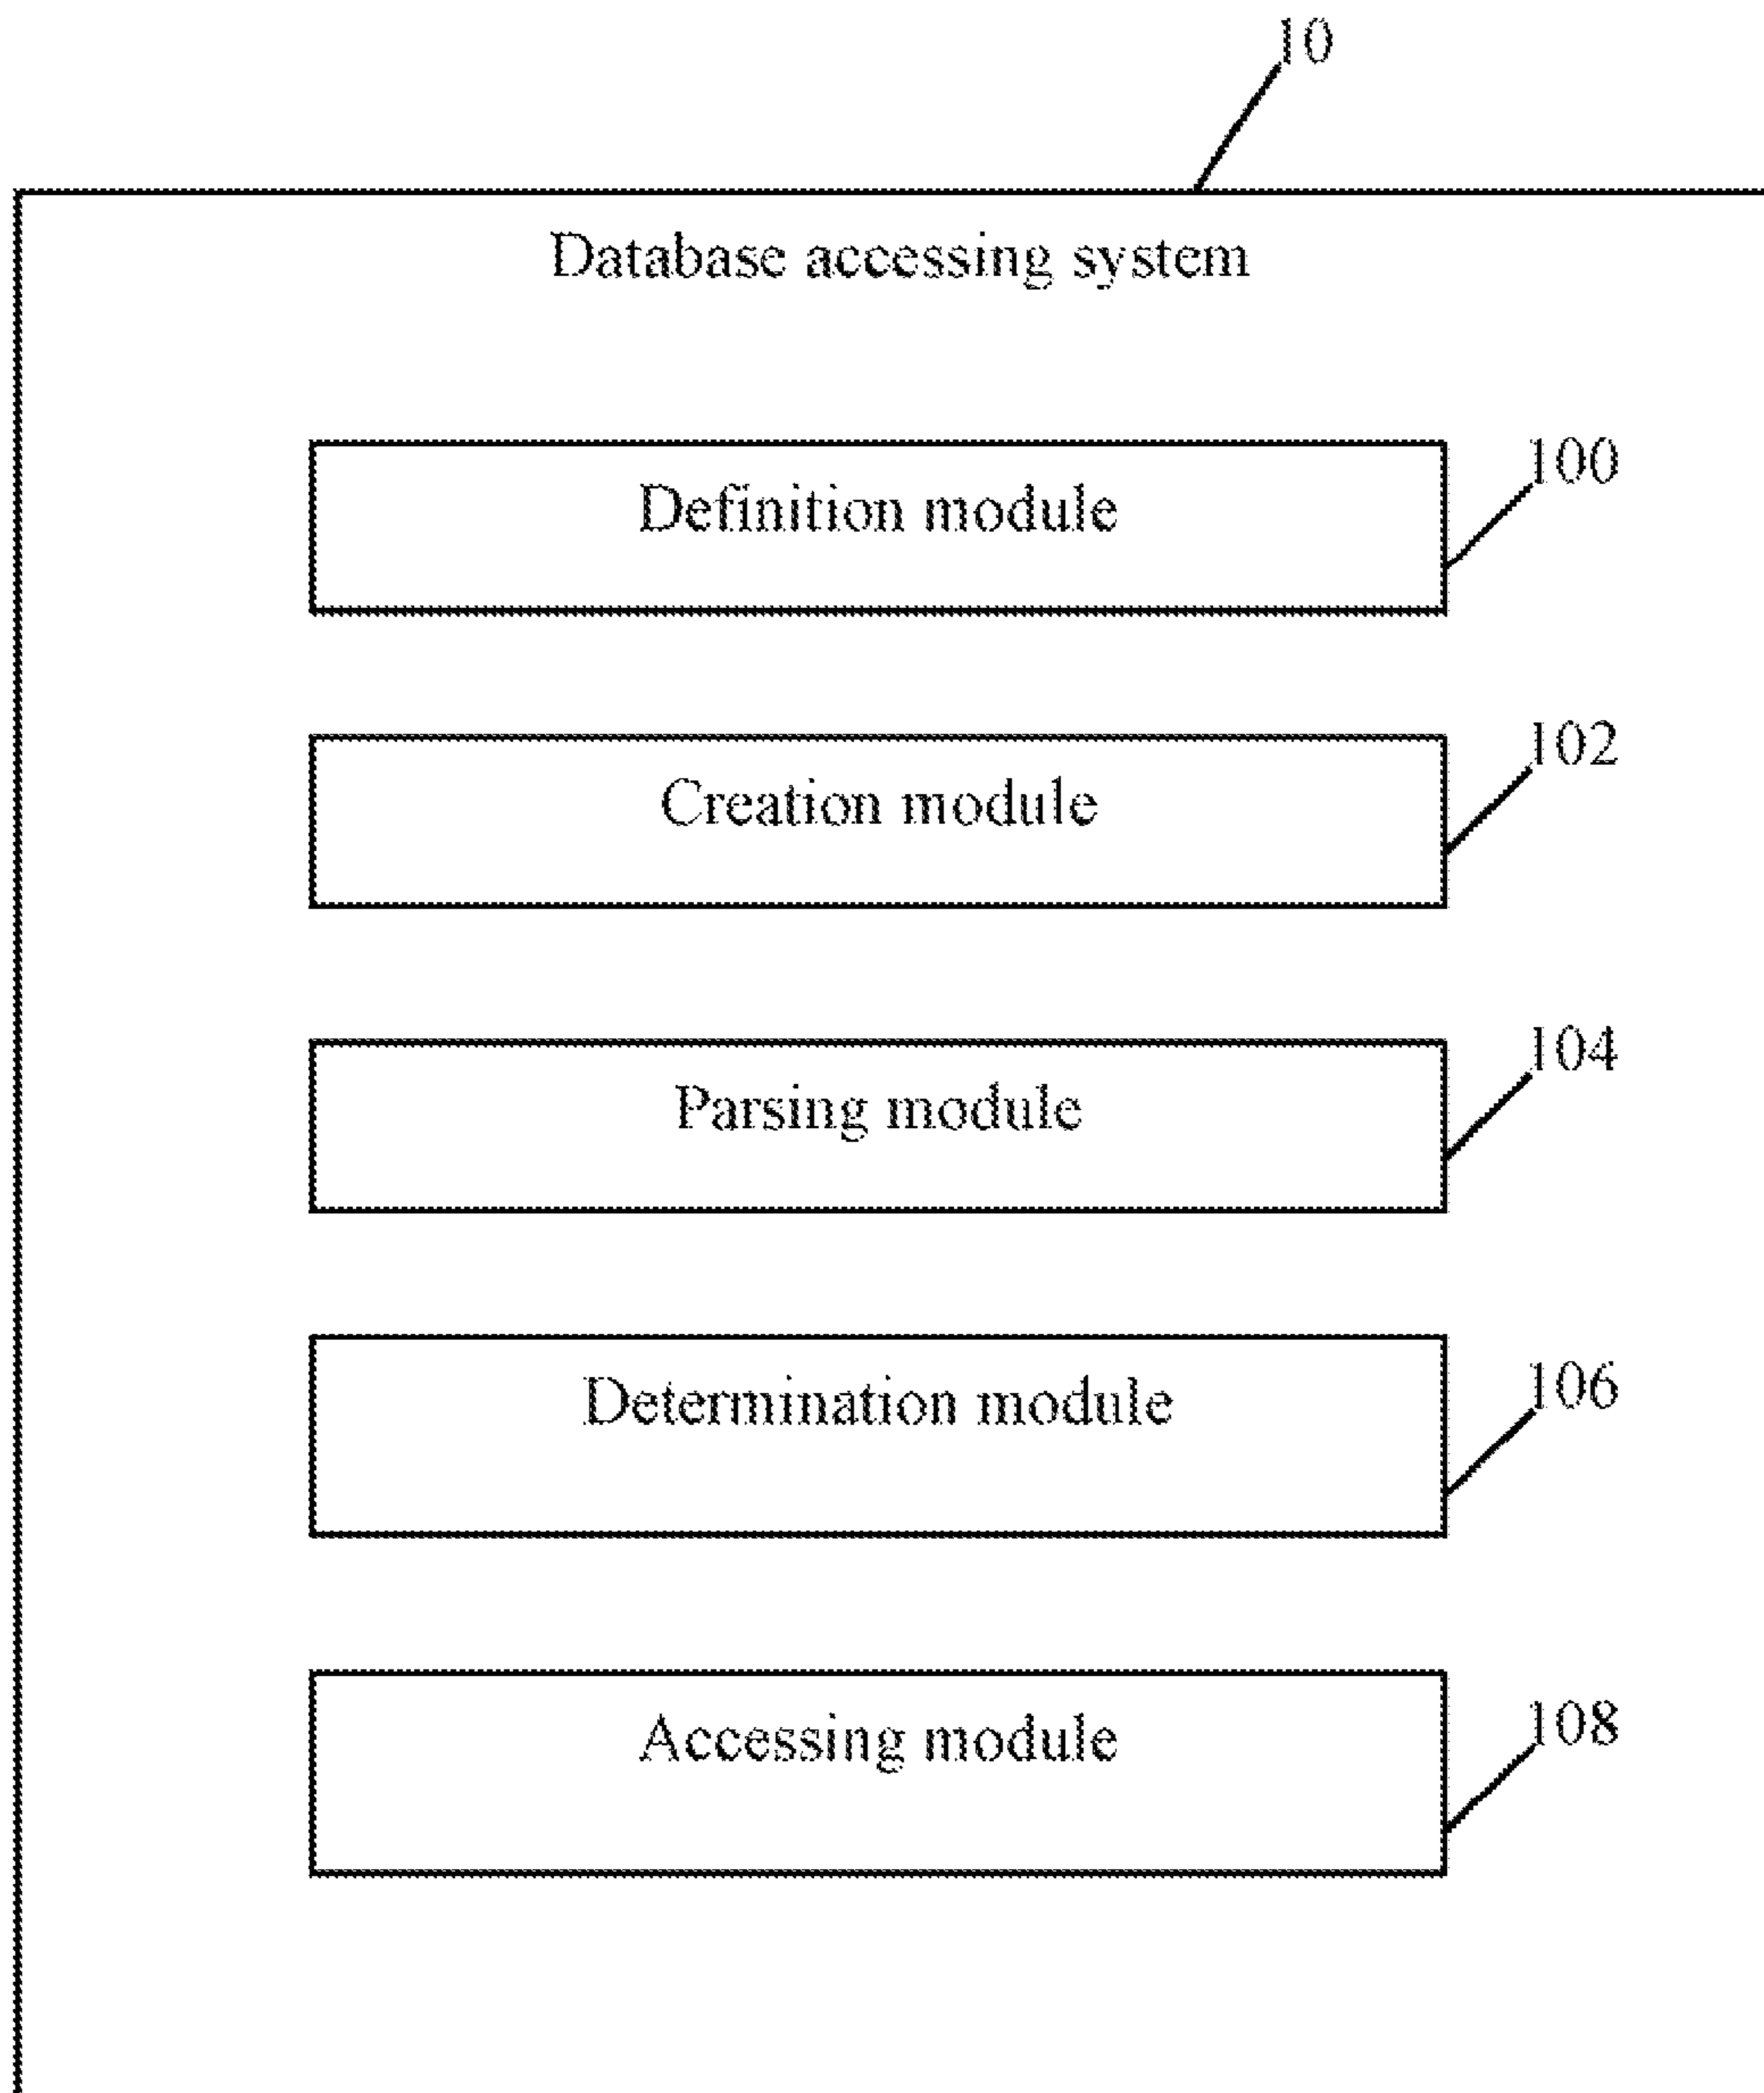 10
Database accessing system
100
Definition module
102
Creation module
104
Parsing module
106
Determination module
108
Accessing module